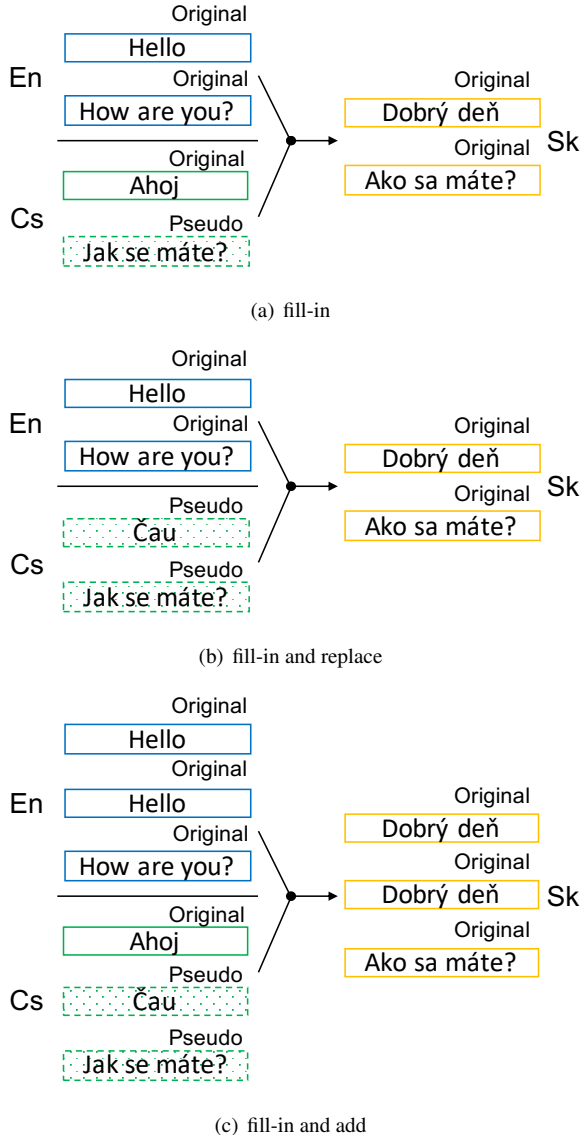 Original
Hello
En
Original
How are you?
Original
Ahoj
Cs
Pseudo
Jak se máte?
Original
Dobrý deň
Original
Sk
Ako sa máte?
(a) fill-in
Original
Hello
En
Original
How are you?
Pseudo
Čau
Cs
Pseudo
Jak se máte?
Original
Dobrý deň
Original
Sk
Ako sa máte?
(b) fill-in and replace
Original
Hello
Original
En
Hello
Original
How are you?
Original
Ahoj
Pseudo
Cs
Čau
Pseudo
Jak se máte?
Original
Dobrý deň
Original
Dobrý deň
Sk
Original
Ako sa máte?
(c) fill-in and add